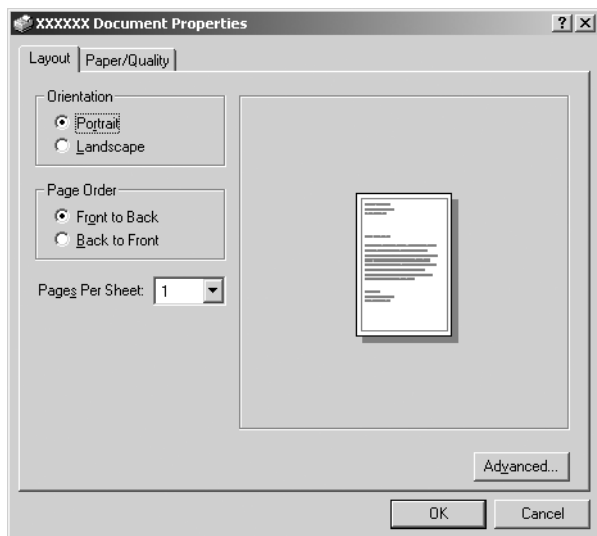 XXXXXX Document Properties
Layout
Paper/Quality
Orientation
Portrait
Landscape
Page Order
Front to Back
Back to Front
Pages Per Sheet: 1
Advanced...
OK
Cancel